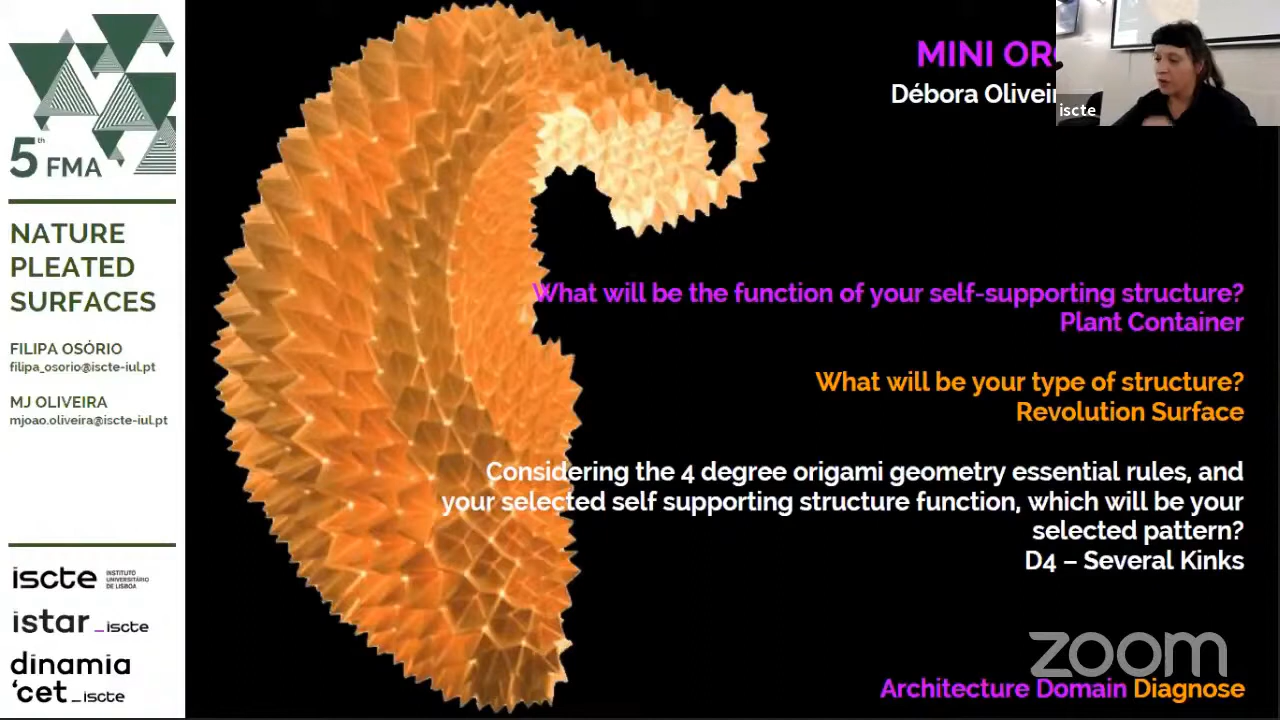 5th FMA
NATURE
PLEATED
SURFACES
FILIPA OSÓRIO
filipa_osorio@iscte-iul.pt
MJ OLIVEIRA
mjoao.oliveira@iscte-iul.pt
iscte INSTITUTO
UNIVERSITÁRIO
DE LISBOA
istar_iscte
dinamia
'cet_iscte
MINI
Débora
iscte
What will be the function of your self-supporting structure?
Plant Container
What will be your type of structure?
Revolution Surface
Considering the 4 degree origami geometry essential rules, and
your selected self supporting structure function, which will be your
selected pattern?
D4 – Several Kinks
zoom
Architecture Domain Diagnose